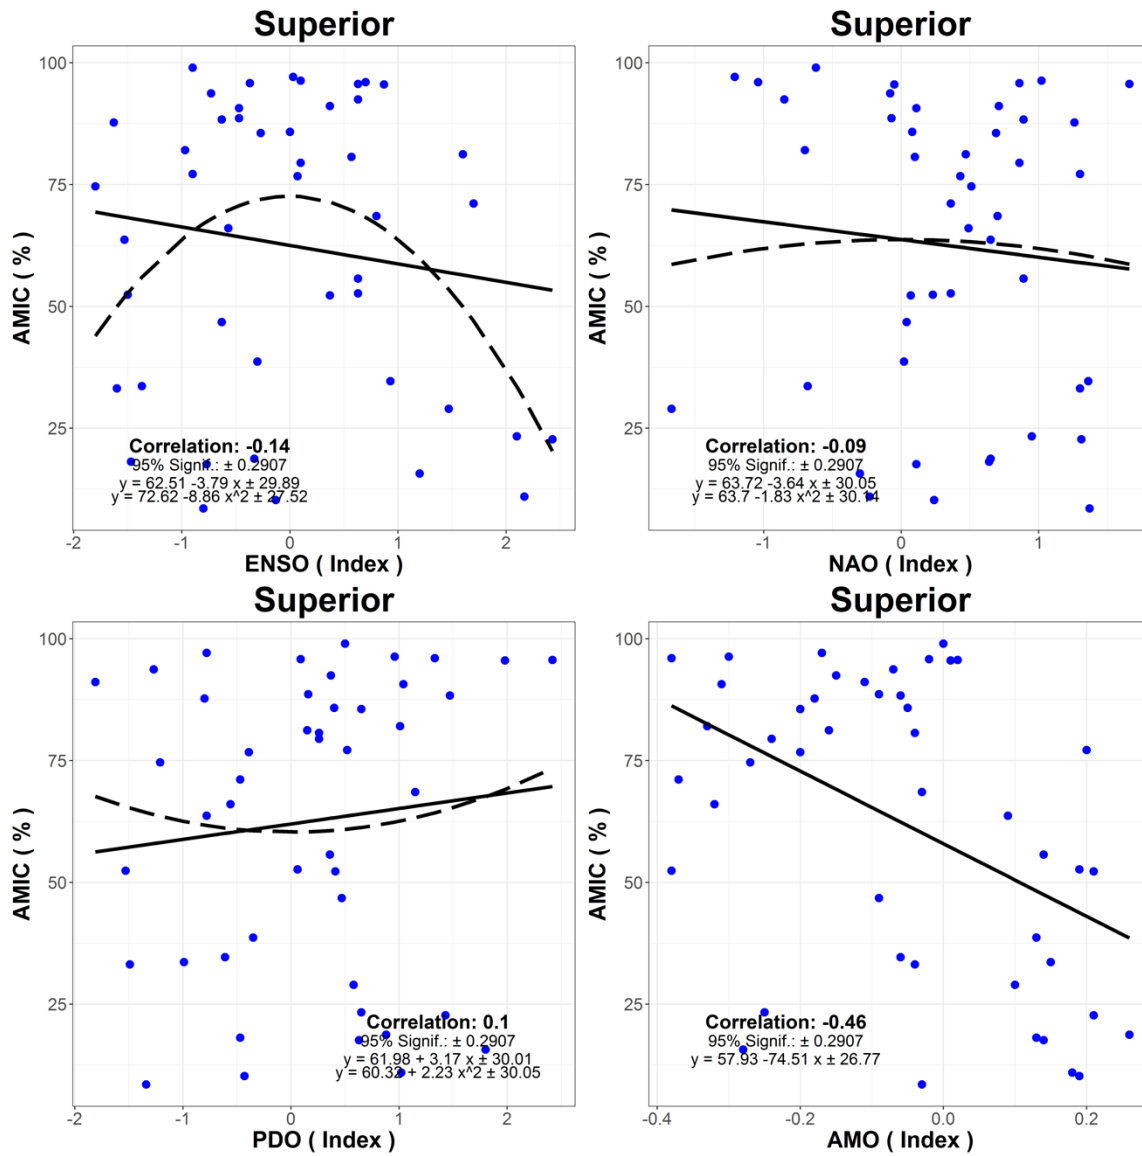 Superior
100
75
50
25
AMIC ( % )
Correlation: -0.14
95% Signif.: ± 0.2907
y = 62.51 -3.79 x ± 29.89
y = 72.62 -8.86 x^2 ± 27.52
-2 -1 0 1 2
ENSO ( Index )
Superior
100
75
50
25
AMIC ( % )
Correlation: -0.09
95% Signif.: ± 0.2907
y = 63.72 -3.64 x ± 30.05
y = 63.7 -1.83 x^2 ± 30.14
-1 0 1
NAO ( Index )
Superior
100
75
50
25
AMIC ( % )
Correlation: 0.1
95% Signif.: ± 0.2907
y = 61.98 + 3.17 x ± 30.01
y = 60.32 + 2.23 x^2 ± 30.05
-2 -1 0 1 2
PDO ( Index )
Superior
100
75
50
25
AMIC ( % )
Correlation: -0.46
95% Signif.: ± 0.2907
y = 57.93 -74.51 x ± 26.77
-0.4 -0.2 0.0 0.2
AMO ( Index )